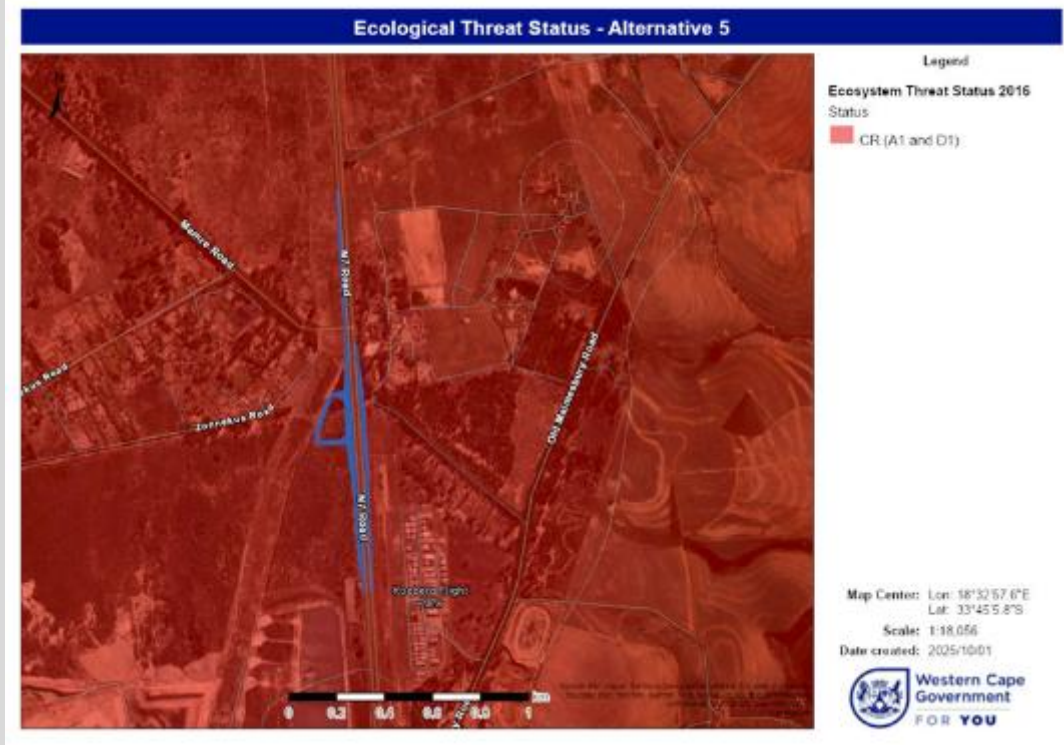 Ecological Threat Status - Alternative 5
Legend
Ecosystem Threat Status 2016
Status
CR (A1 and D1)
Mamre Road
N7 Road
Old Malmesbury Road
Zonnekus Road
N7 Road
0 0.2 0.4 0.6 0.8 1
km
Map Center: Lon: 18°32'57.6"E
Lat: 33°45'5.8"S
Scale: 1:18,056
Date created: 2025/10/01
Western Cape
Government
FOR YOU